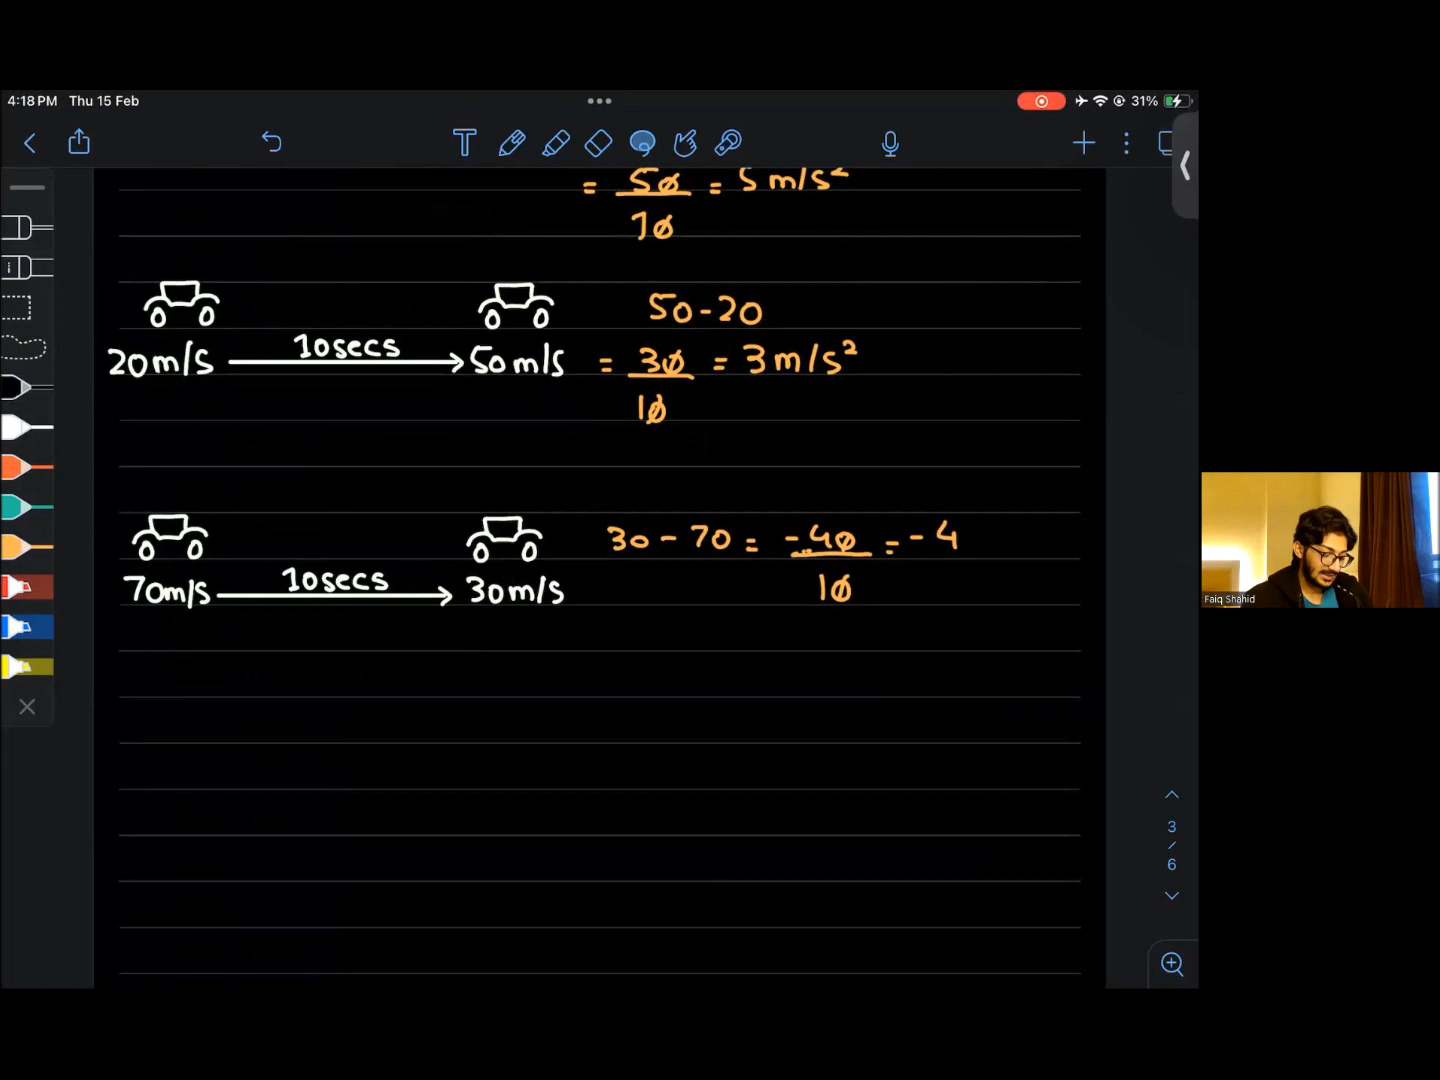 4:18 PM Thu 15 Feb
31%
T
= 50 = 5 m/s²
10
50 - 20
10secs
20m/s 50m/s = 30 = 3 m/s²
10
30 - 70 = -40 = -4
10secs
70m/s 30m/s 10
Faiq Shahid
3
/
6